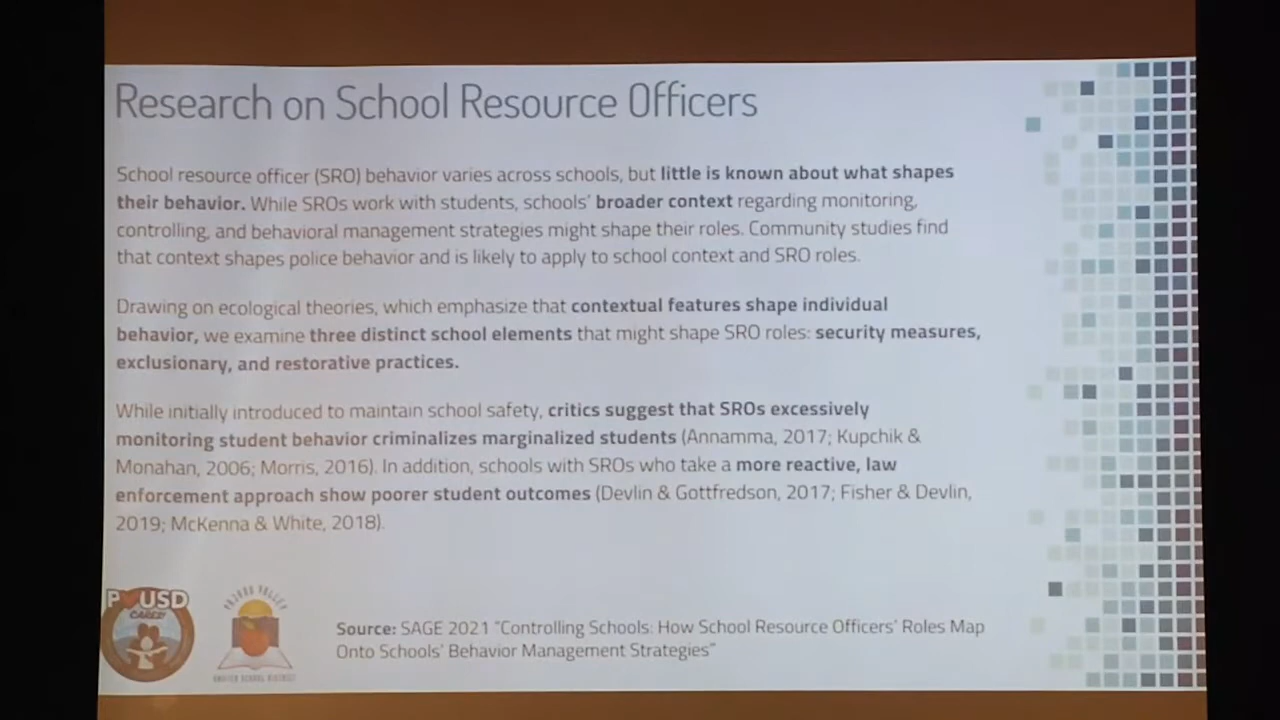 Research on School Resource Officers
School resource officer (SRO) behavior varies across schools, but little is known about what shapes
their behavior. While SROs work with students, schools' broader context regarding monitoring,
controlling, and behavioral management strategies might shape their roles. Community studies find
that context shapes police behavior and is likely to apply to school context and SRO roles.
Drawing on ecological theories, which emphasize that contextual features shape individual
behavior, we examine three distinct school elements that might shape SRO roles: security measures,
exclusionary, and restorative practices.
While initially introduced to maintain school safety, critics suggest that SROs excessively
monitoring student behavior criminalizes marginalized students (Annamma, 2017; Kupchik &
Monahan, 2006; Morris, 2016). In addition, schools with SROs who take a more reactive, law
enforcement approach show poorer student outcomes (Devlin & Gottfredson, 2017; Fisher & Devlin,
2019; McKenna & White, 2018).
P USD
CARES!
PAJARO VALLEY
UNIFIED SCHOOL DISTRICT
Source: SAGE 2021 "Controlling Schools: How School Resource Officers' Roles Map
Onto Schools' Behavior Management Strategies"